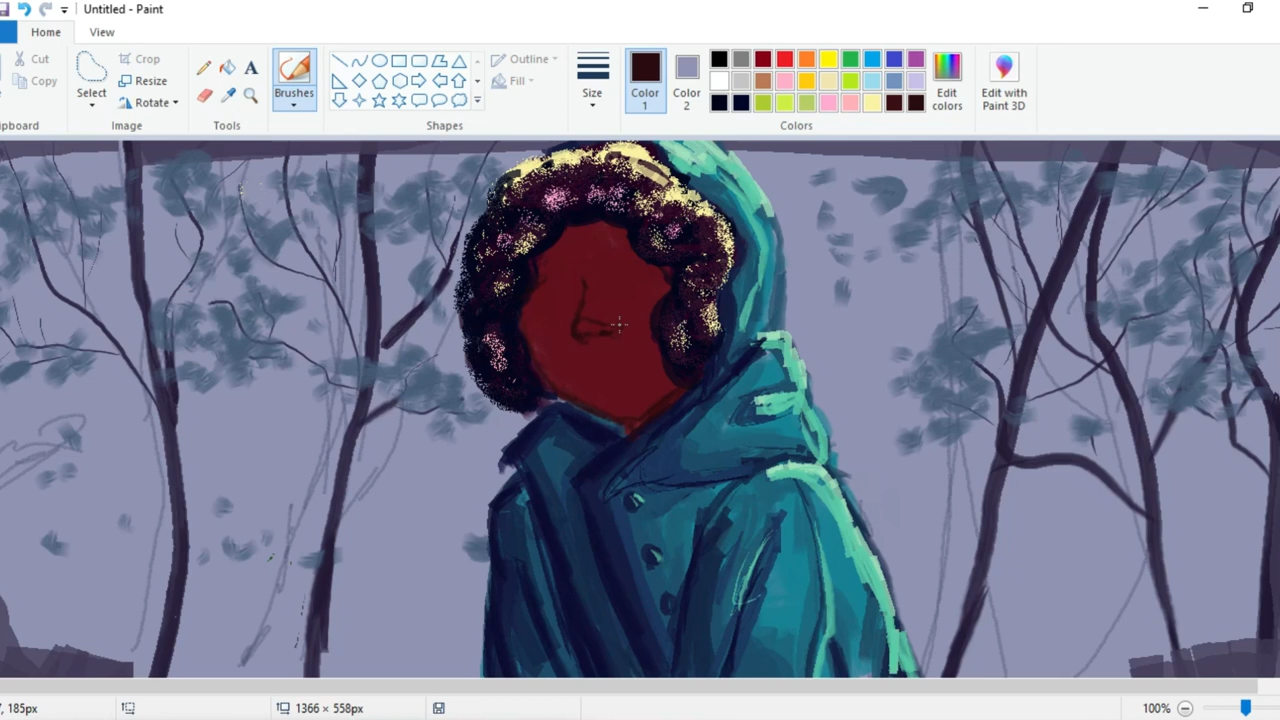 Untitled - Paint
Home View
Cut
Copy
Select
Crop
Resize
Rotate
A
Brushes
Outline
Fill
Size
Color 1
Color 2
Edit colors
Edit with Paint 3D
Image
Tools
Shapes
Colors
, 185px
1366 × 558px
100%